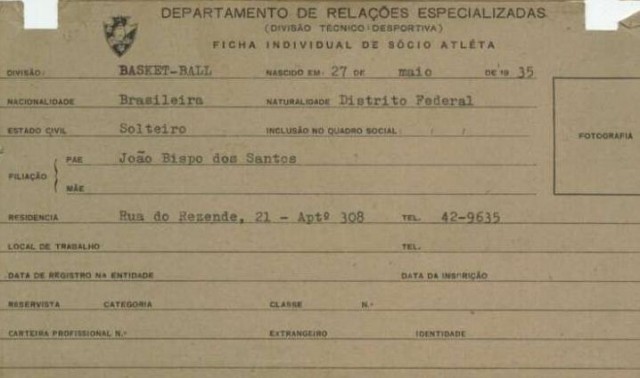 DEPARTAMENTO DE RELAÇÕES ESPECIALIZADAS
(DIVISÃO TÉCNICO-DESPORTIVA)
FICHA INDIVIDUAL DE SÓCIO ATLÉTA
DIVISÃO: BASKET-BALL NASCIDO EM: 27 DE maio DE 19 35
NACIONALIDADE Brasileira NATURALIDADE Distrito Federal
ESTADO CIVIL Solteiro INCLUSÃO NO QUADRO SOCIAL: / /
FOTOGRAFIA
FILIAÇÃO { PAE João Bispo dos Santos
MÃE
RESIDENCIA Rua do Rezende, 21 - Aptº 308 TEL. 42-9635
LOCAL DE TRABALHO TEL.
DATA DE REGISTRO NA ENTIDADE DATA DA INSCRIÇÃO
RESERVISTA CATEGORIA CLASSE N.º
CARTEIRA PROFISSIONAL N.º EXTRANGEIRO IDENTIDADE